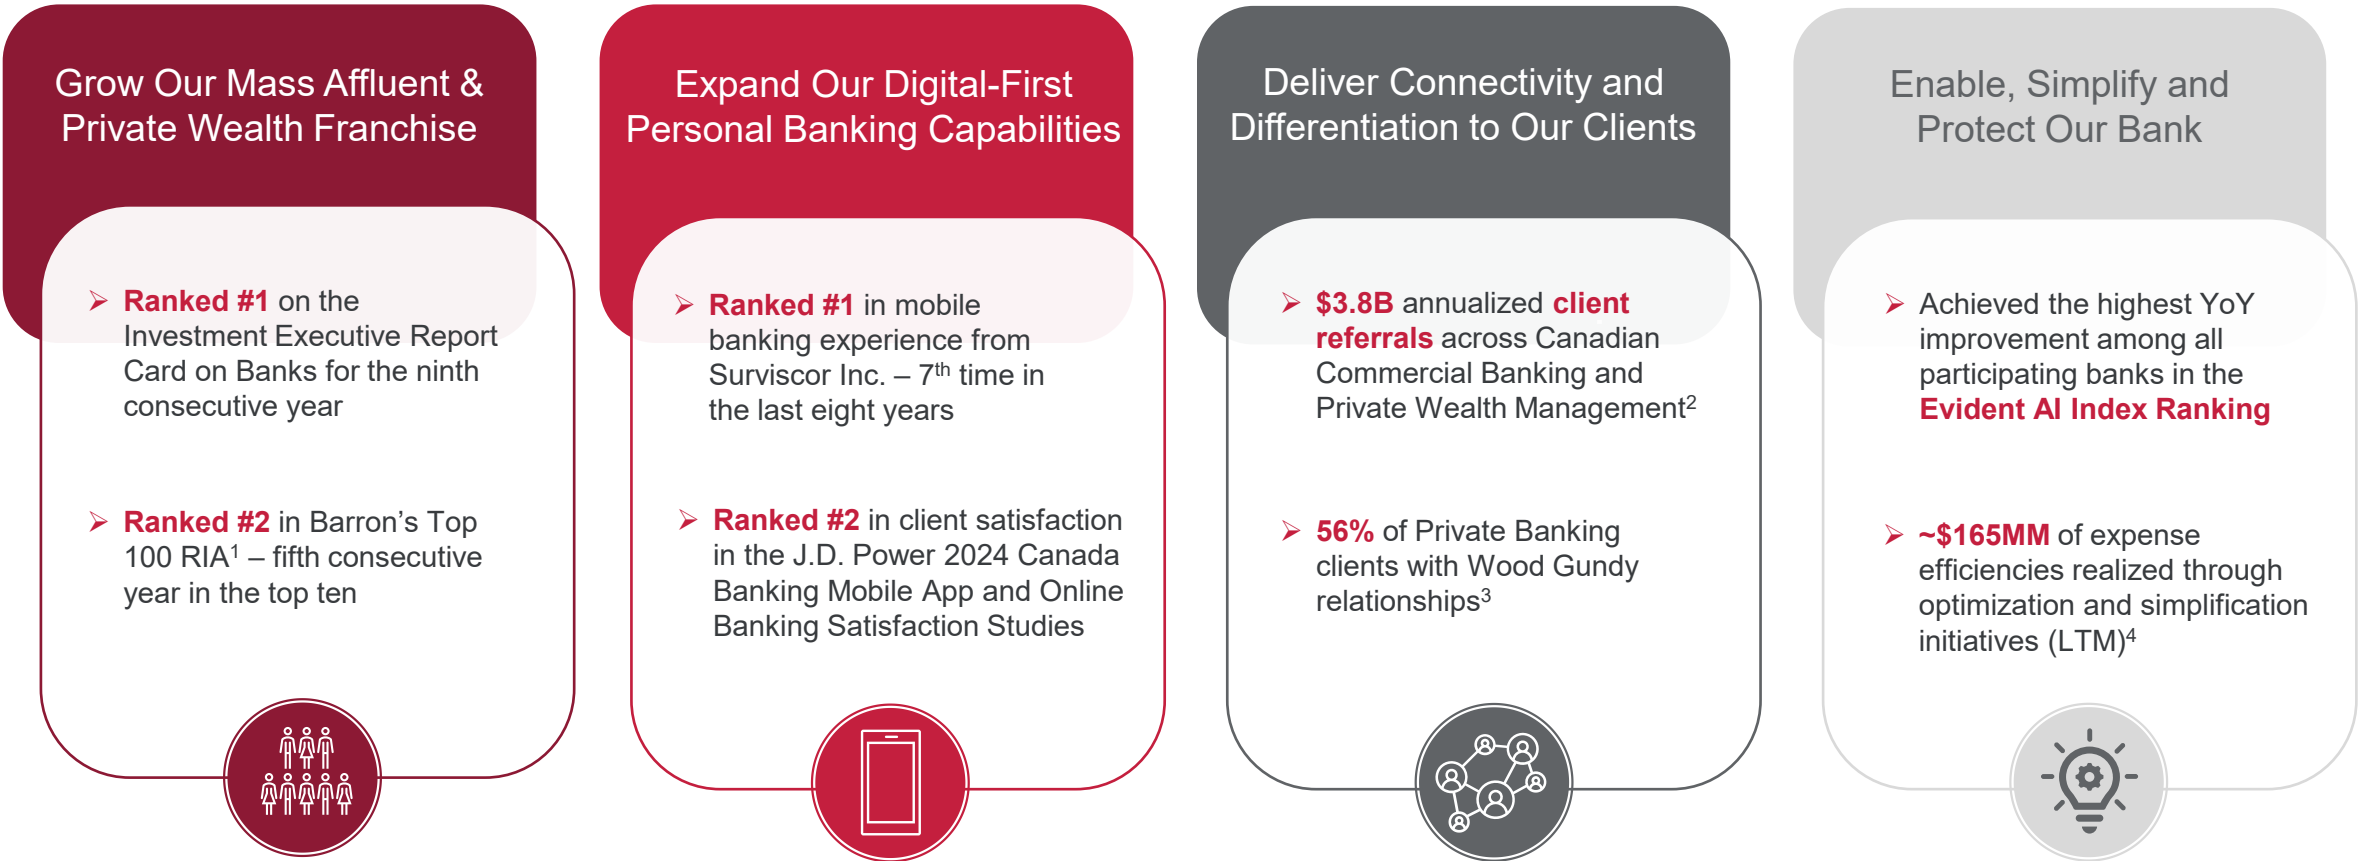 Grow Our Mass Affluent &
Private Wealth Franchise
Ranked #1 on the
Investment Executive Report
Card on Banks for the ninth
consecutive year
Ranked #2 in Barron’s Top
100 RIA¹ – fifth consecutive
year in the top ten
Expand Our Digital-First
Personal Banking Capabilities
Ranked #1 in mobile
banking experience from
Surviscor Inc. – 7th time in
the last eight years
Ranked #2 in client satisfaction
in the J.D. Power 2024 Canada
Banking Mobile App and Online
Banking Satisfaction Studies
Deliver Connectivity and
Differentiation to Our Clients
$3.8B annualized client
referrals across Canadian
Commercial Banking and
Private Wealth Management²
56% of Private Banking
clients with Wood Gundy
relationships³
Enable, Simplify and
Protect Our Bank
Achieved the highest YoY
improvement among all
participating banks in the
Evident AI Index Ranking
~$165MM of expense
efficiencies realized through
optimization and simplification
initiatives (LTM)⁴